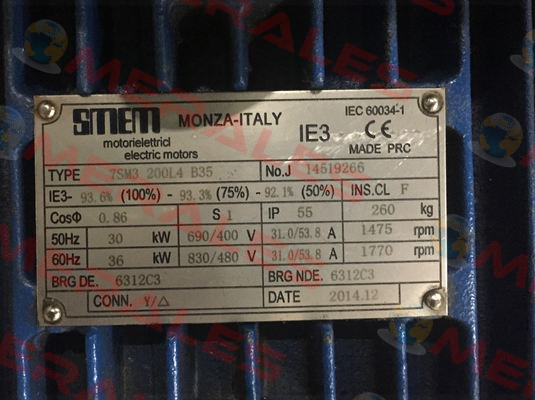 SMEM MONZA-ITALY IE3 IEC 60034-1
CE
motorielettrici
electric motors
MADE PRC
TYPE 7SM3 200L4 B35 No.J 14519266
IE3- 93.6% (100%) - 93.3% (75%) - 92.1% (50%) INS.CL F
CosΦ 0.86 S 1 IP 55 260 kg
50Hz 30 kW 690/400 V 31.0/53.8 A 1475 rpm
60Hz 36 kW 830/480 V 31.0/53.8 A 1770 rpm
BRG DE. 6312C3 BRG NDE. 6312C3
CONN. Y/△ DATE 2014.12
MERALES